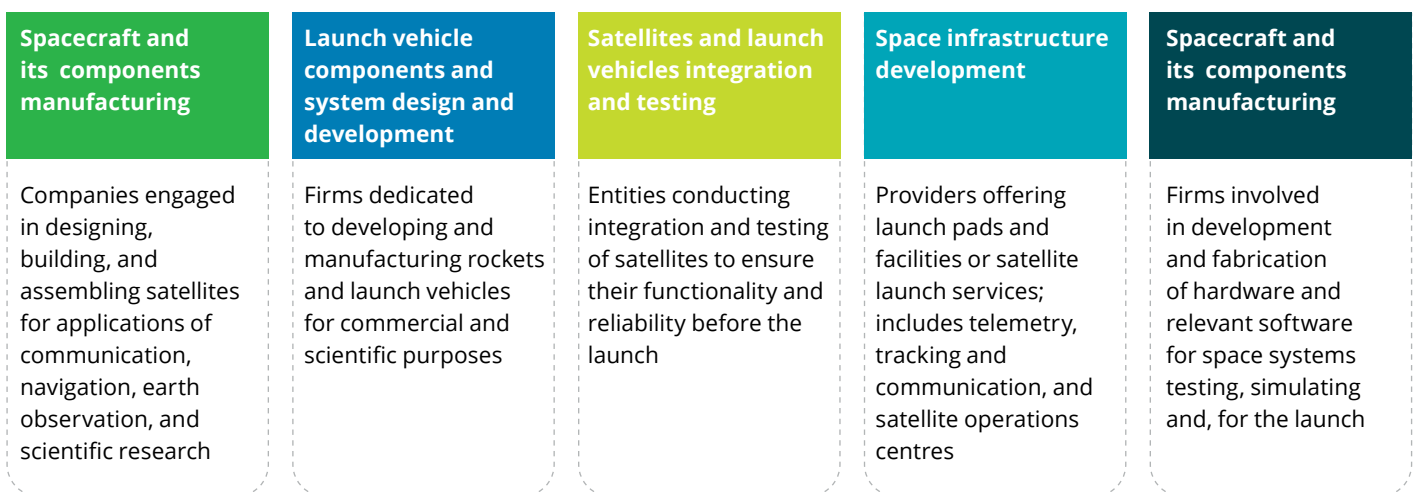 Spacecraft and
its components
manufacturing
Companies engaged
in designing,
building, and
assembling satellites
for applications of
communication,
navigation, earth
observation, and
scientific research
Launch vehicle
components and
system design and
development
Firms dedicated
to developing and
manufacturing rockets
and launch vehicles
for commercial and
scientific purposes
Satellites and launch
vehicles integration
and testing
Entities conducting
integration and testing
of satellites to ensure
their functionality and
reliability before the
launch
Space infrastructure
development
Providers offering
launch pads and
facilities or satellite
launch services;
includes telemetry,
tracking and
communication, and
satellite operations
centres
Spacecraft and
its components
manufacturing
Firms involved
in development
and fabrication
of hardware and
relevant software
for space systems
testing, simulating
and, for the launch